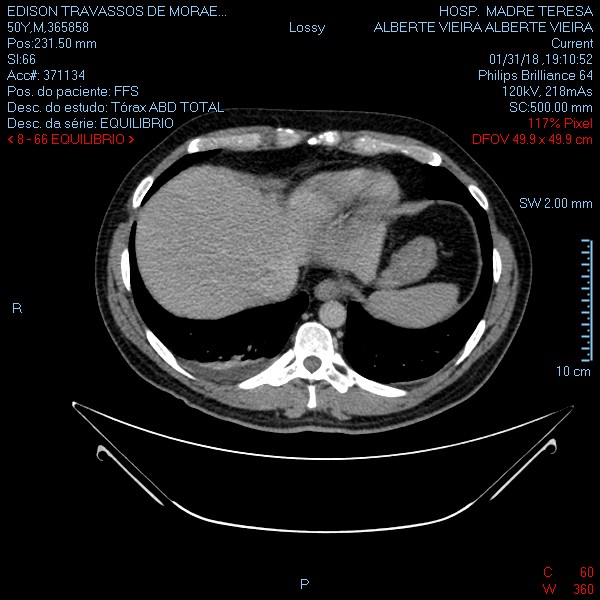 EDISON TRAVASSOS DE MORAE...
50Y,M,365858
Pos:231.50 mm
SI:66
Acc#: 371134
Pos. do paciente: FFS
Desc. do estudo: Tórax ABD TOTAL
Desc. da série: EQUILIBRIO
< 8 - 66 EQUILIBRIO >
Lossy
HOSP. MADRE TERESA
ALBERTE VIEIRA ALBERTE VIEIRA
Current
01/31/18 ,19:10:52
Philips Brilliance 64
120kV, 218mAs
SC:500.00 mm
117% Pixel
DFOV 49.9 x 49.9 cm
SW 2.00 mm
R
10 cm
P
C 60
W 360